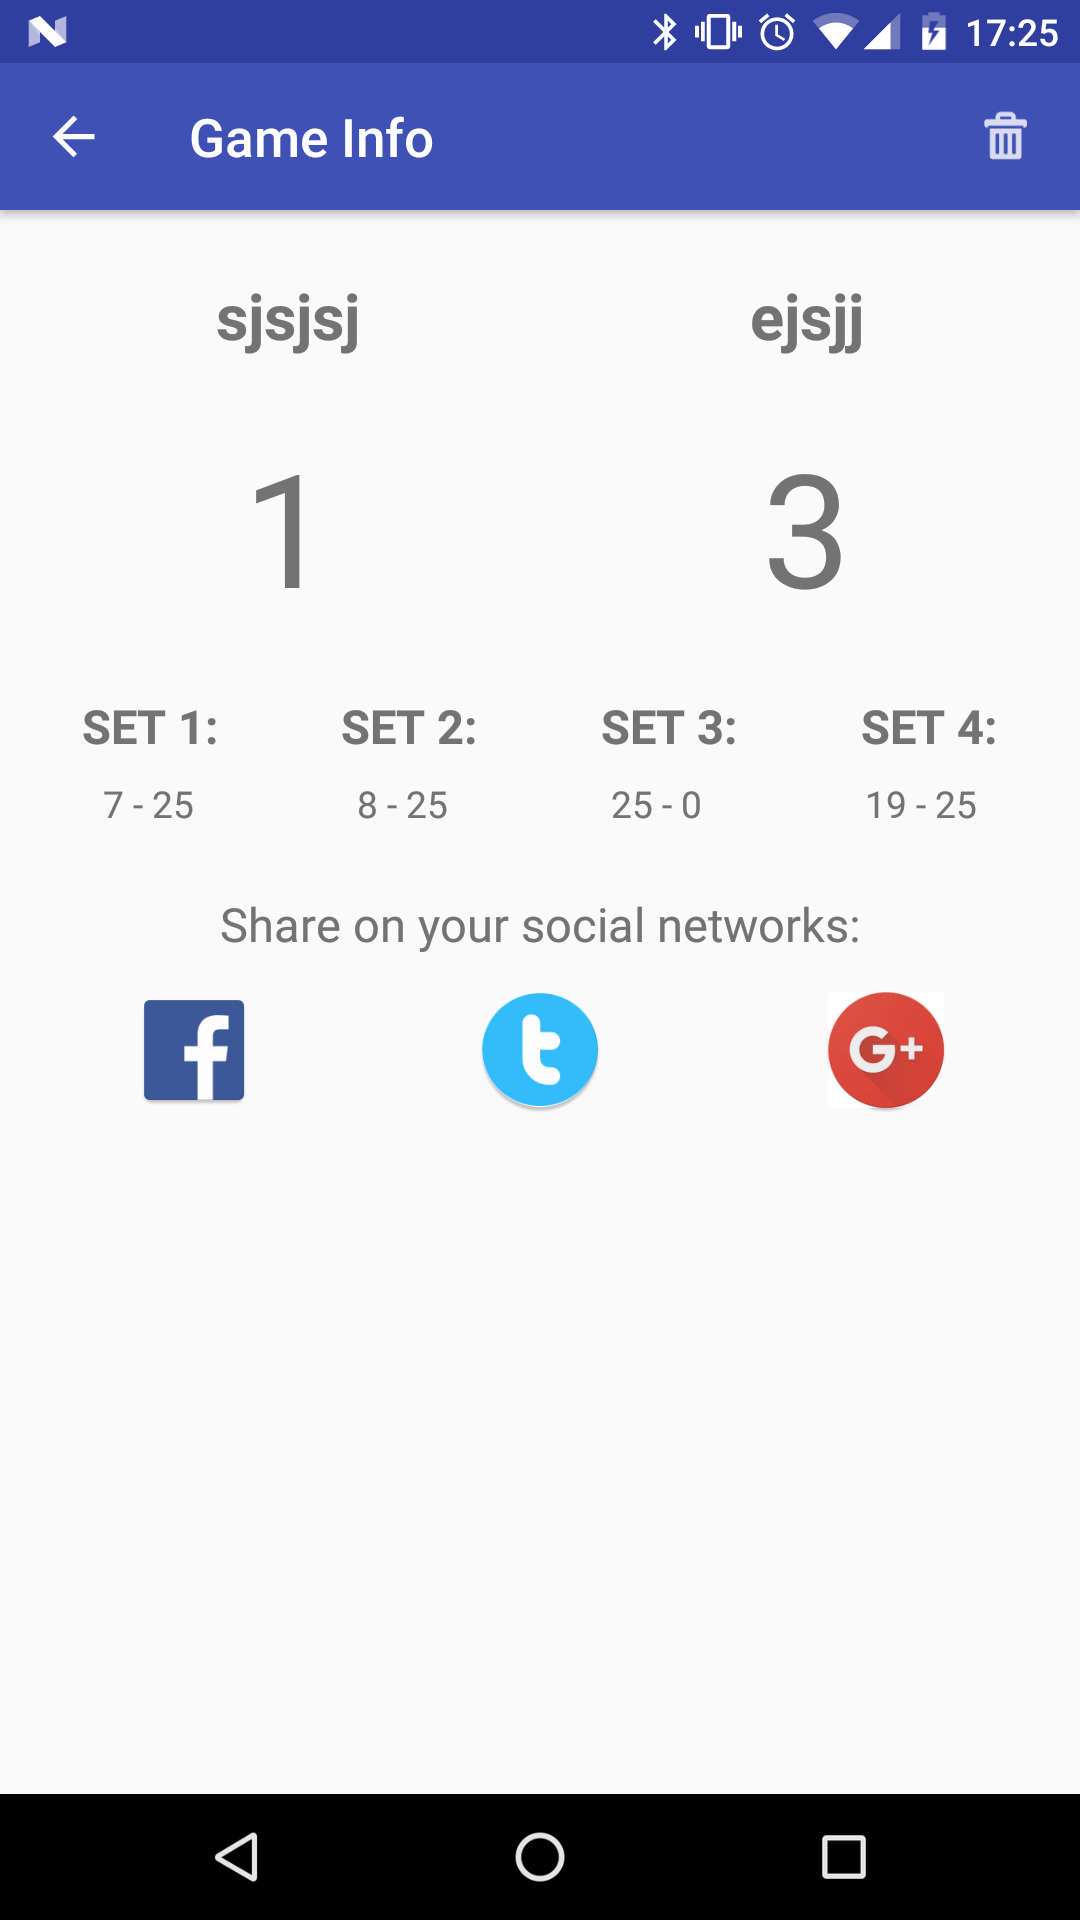 17:25
Game Info
sjsjsj ejsjj
1 3
SET 1: SET 2: SET 3: SET 4:
7 - 25 8 - 25 25 - 0 19 - 25
Share on your social networks:
f t G+